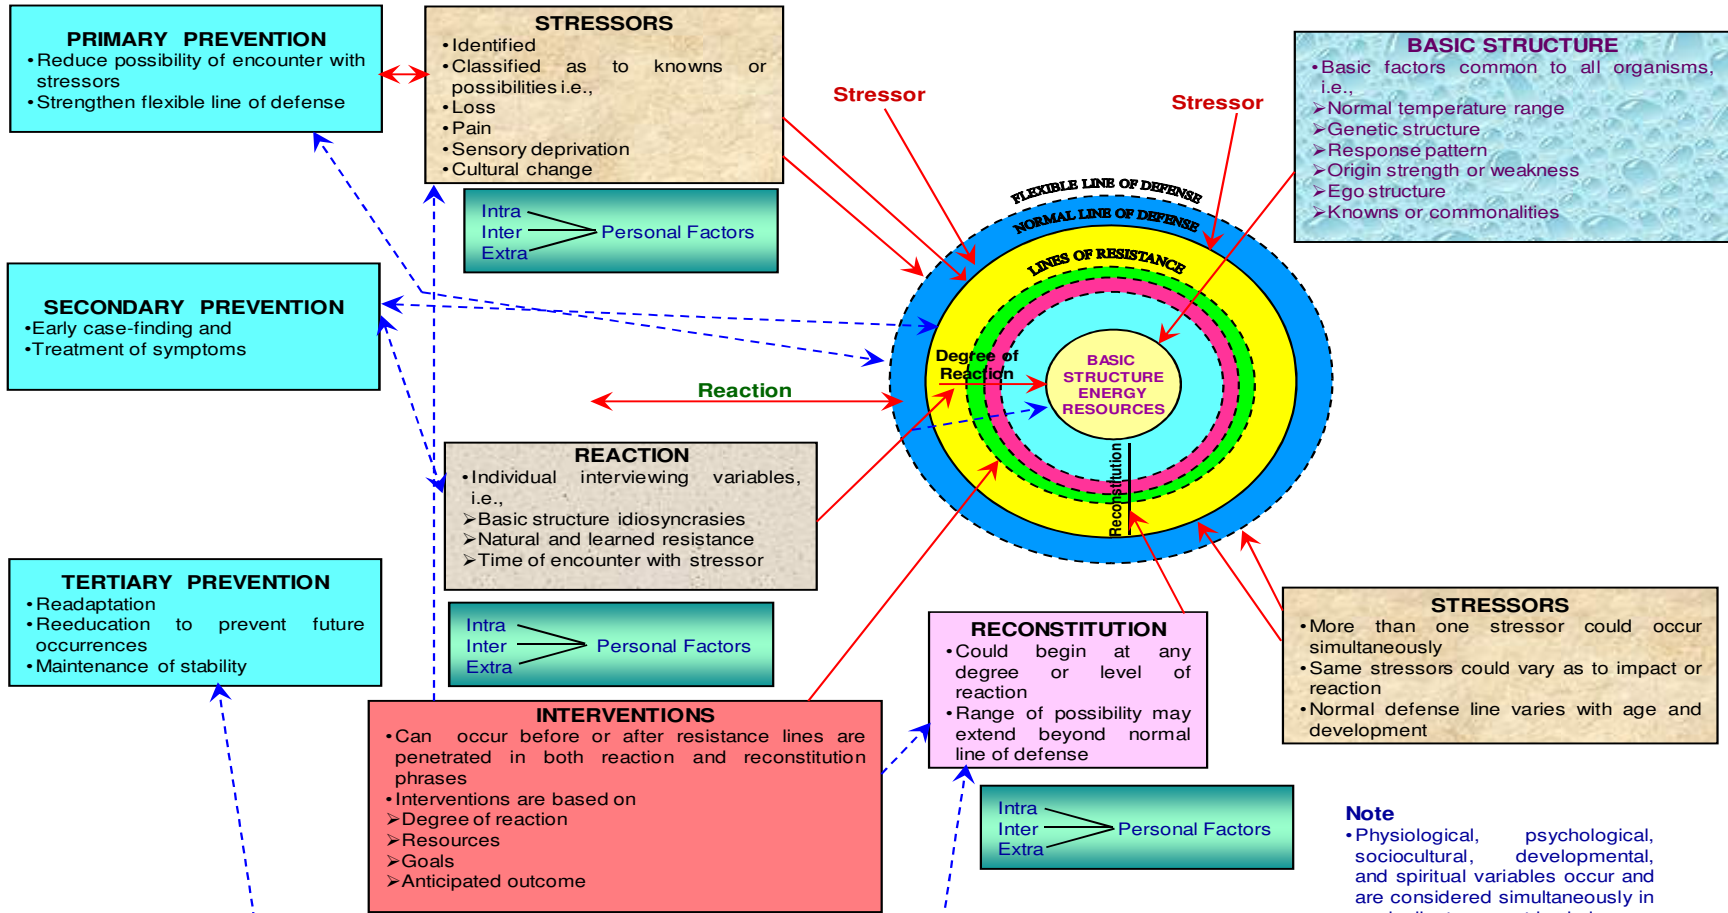 PRIMARY PREVENTION
•Reduce possibility of encounter with
stressors
•Strengthen flexible line of defense
STRESSORS
•Identified
•Classified as to knowns or
possibilities i.e.,
•Loss
•Pain
•Sensory deprivation
•Cultural change
Intra
Inter
Extra
Personal Factors
Stressor
Stressor
BASIC STRUCTURE
•Basic factors common to all organisms,
i.e.,
➢Normal temperature range
➢Genetic structure
➢Response pattern
➢Origin strength or weakness
➢Ego structure
➢Knowns or commonalities
FLEXIBLE LINE OF DEFENSE
NORMAL LINE OF DEFENSE
LINES OF RESISTANCE
Degree of
Reaction
BASIC
STRUCTURE
ENERGY
RESOURCES
Reconstitution
SECONDARY PREVENTION
•Early case-finding and
•Treatment of symptoms
Reaction
REACTION
•Individual interviewing variables,
i.e.,
➢Basic structure idiosyncrasies
➢Natural and learned resistance
➢Time of encounter with stressor
Intra
Inter
Extra
Personal Factors
TERTIARY PREVENTION
•Readaptation
•Reeducation to prevent future
occurrences
•Maintenance of stability
INTERVENTIONS
•Can occur before or after resistance lines are
penetrated in both reaction and reconstitution
phrases
•Interventions are based on
➢Degree of reaction
➢Resources
➢Goals
➢Anticipated outcome
RECONSTITUTION
•Could begin at any
degree or level of
reaction
•Range of possibility may
extend beyond normal
line of defense
Intra
Inter
Extra
Personal Factors
STRESSORS
•More than one stressor could occur
simultaneously
•Same stressors could vary as to impact or
reaction
•Normal defense line varies with age and
development
Note
•Physiological, psychological,
sociocultural, developmental,
and spiritual variables occur and
are considered simultaneously in